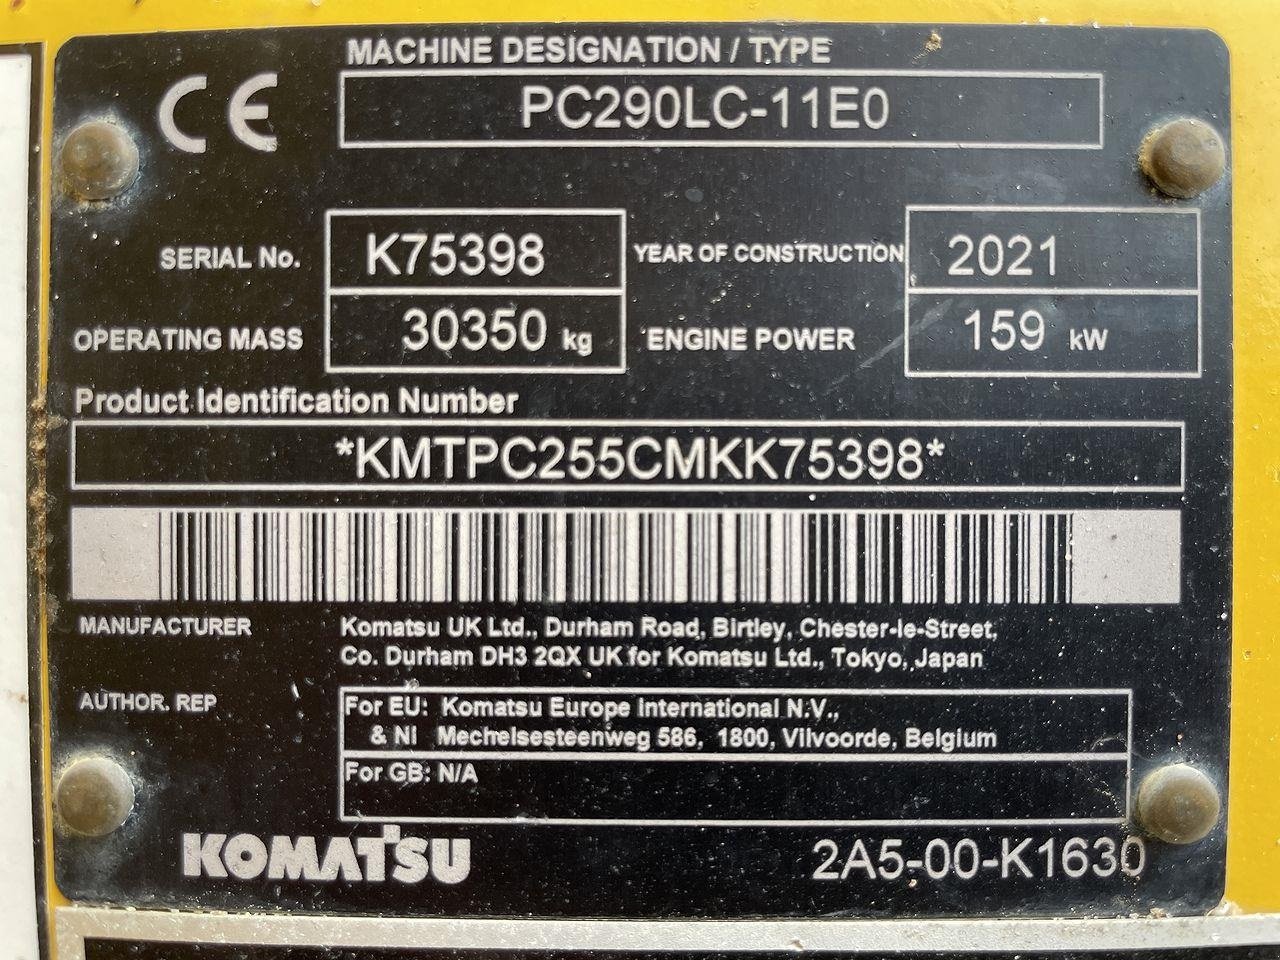 MACHINE DESIGNATION / TYPE
CE
PC290LC-11E0
SERIAL No. K75398 YEAR OF CONSTRUCTION 2021
OPERATING MASS 30350 kg ENGINE POWER 159 kW
Product Identification Number
*KMTPC255CMKK75398*
MANUFACTURER Komatsu UK Ltd., Durham Road, Birtley, Chester-le-Street,
Co. Durham DH3 2QX UK for Komatsu Ltd., Tokyo, Japan
AUTHOR. REP For EU: Komatsu Europe International N.V.,
& NI Mechelsesteenweg 586, 1800, Vilvoorde, Belgium
For GB: N/A
KOMATSU 2A5-00-K1630